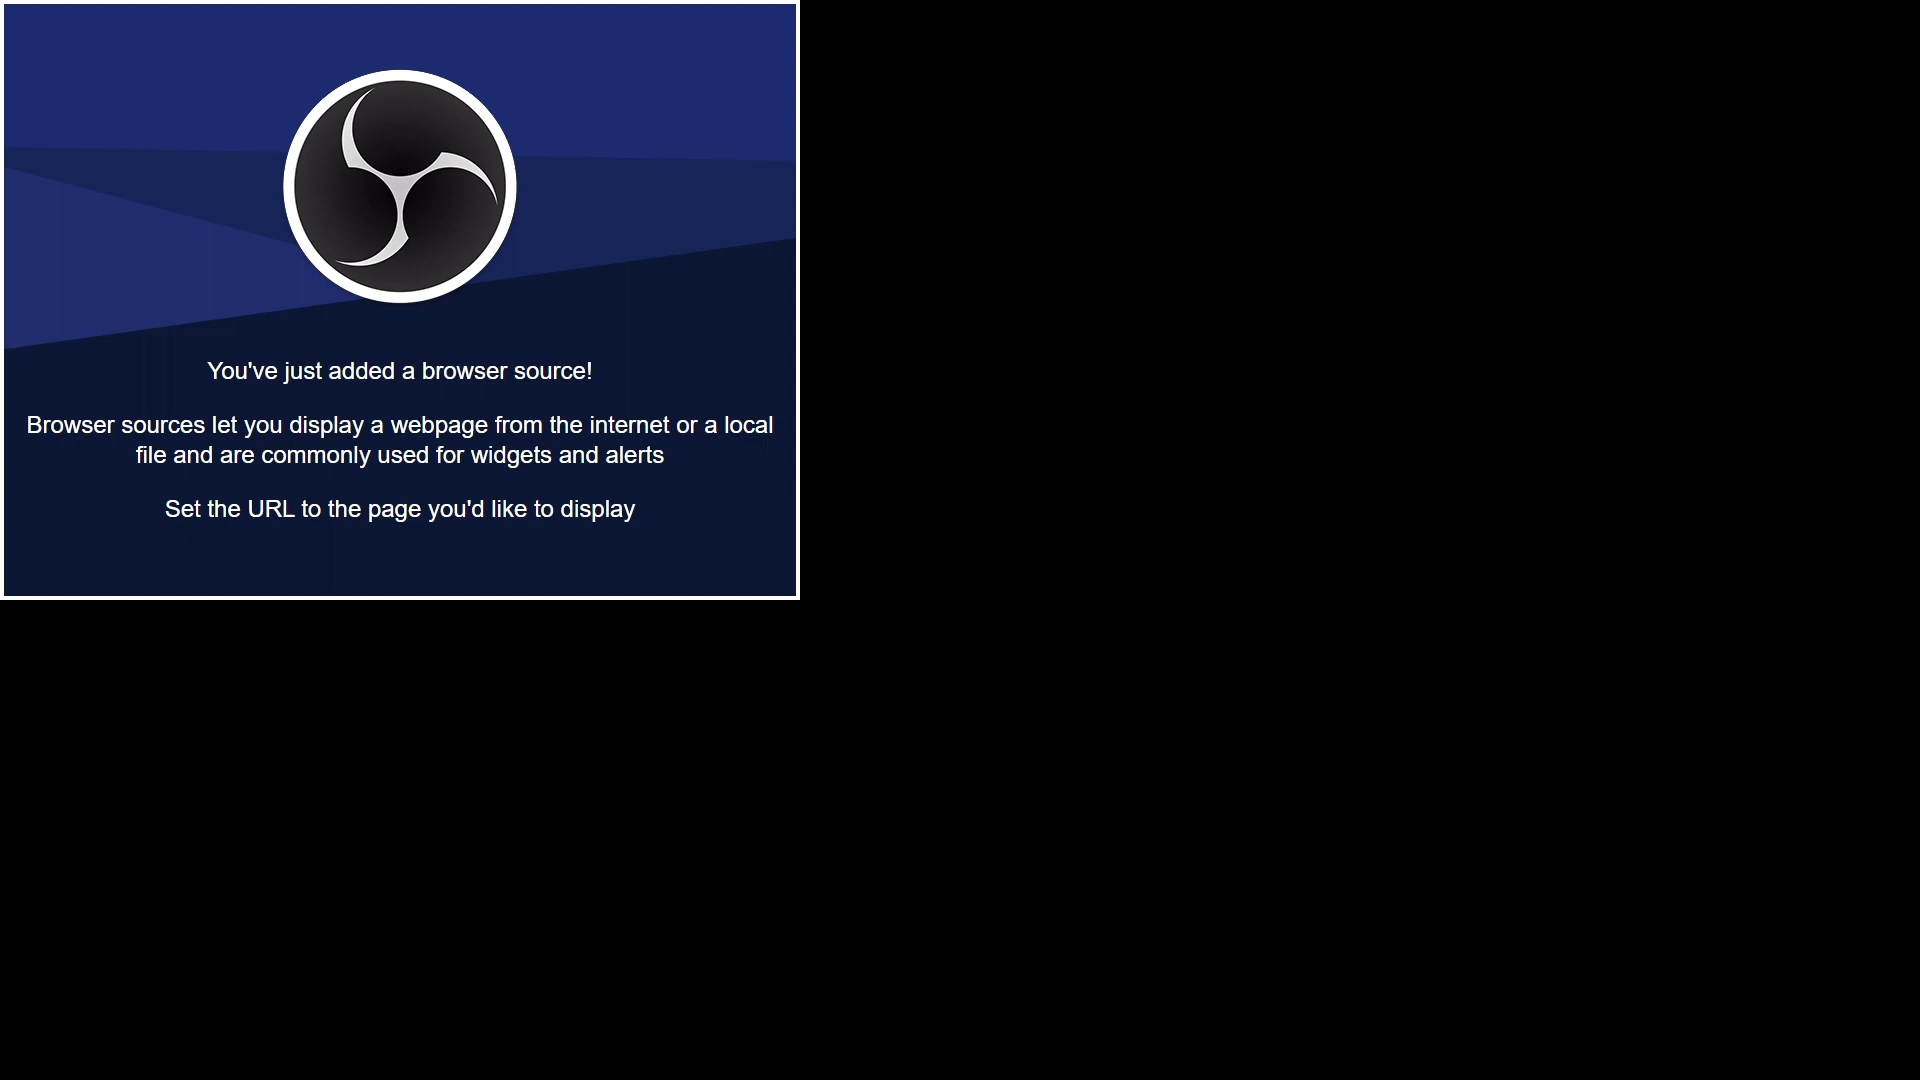 You've just added a browser source!
Browser sources let you display a webpage from the internet or a local
file and are commonly used for widgets and alerts
Set the URL to the page you'd like to display